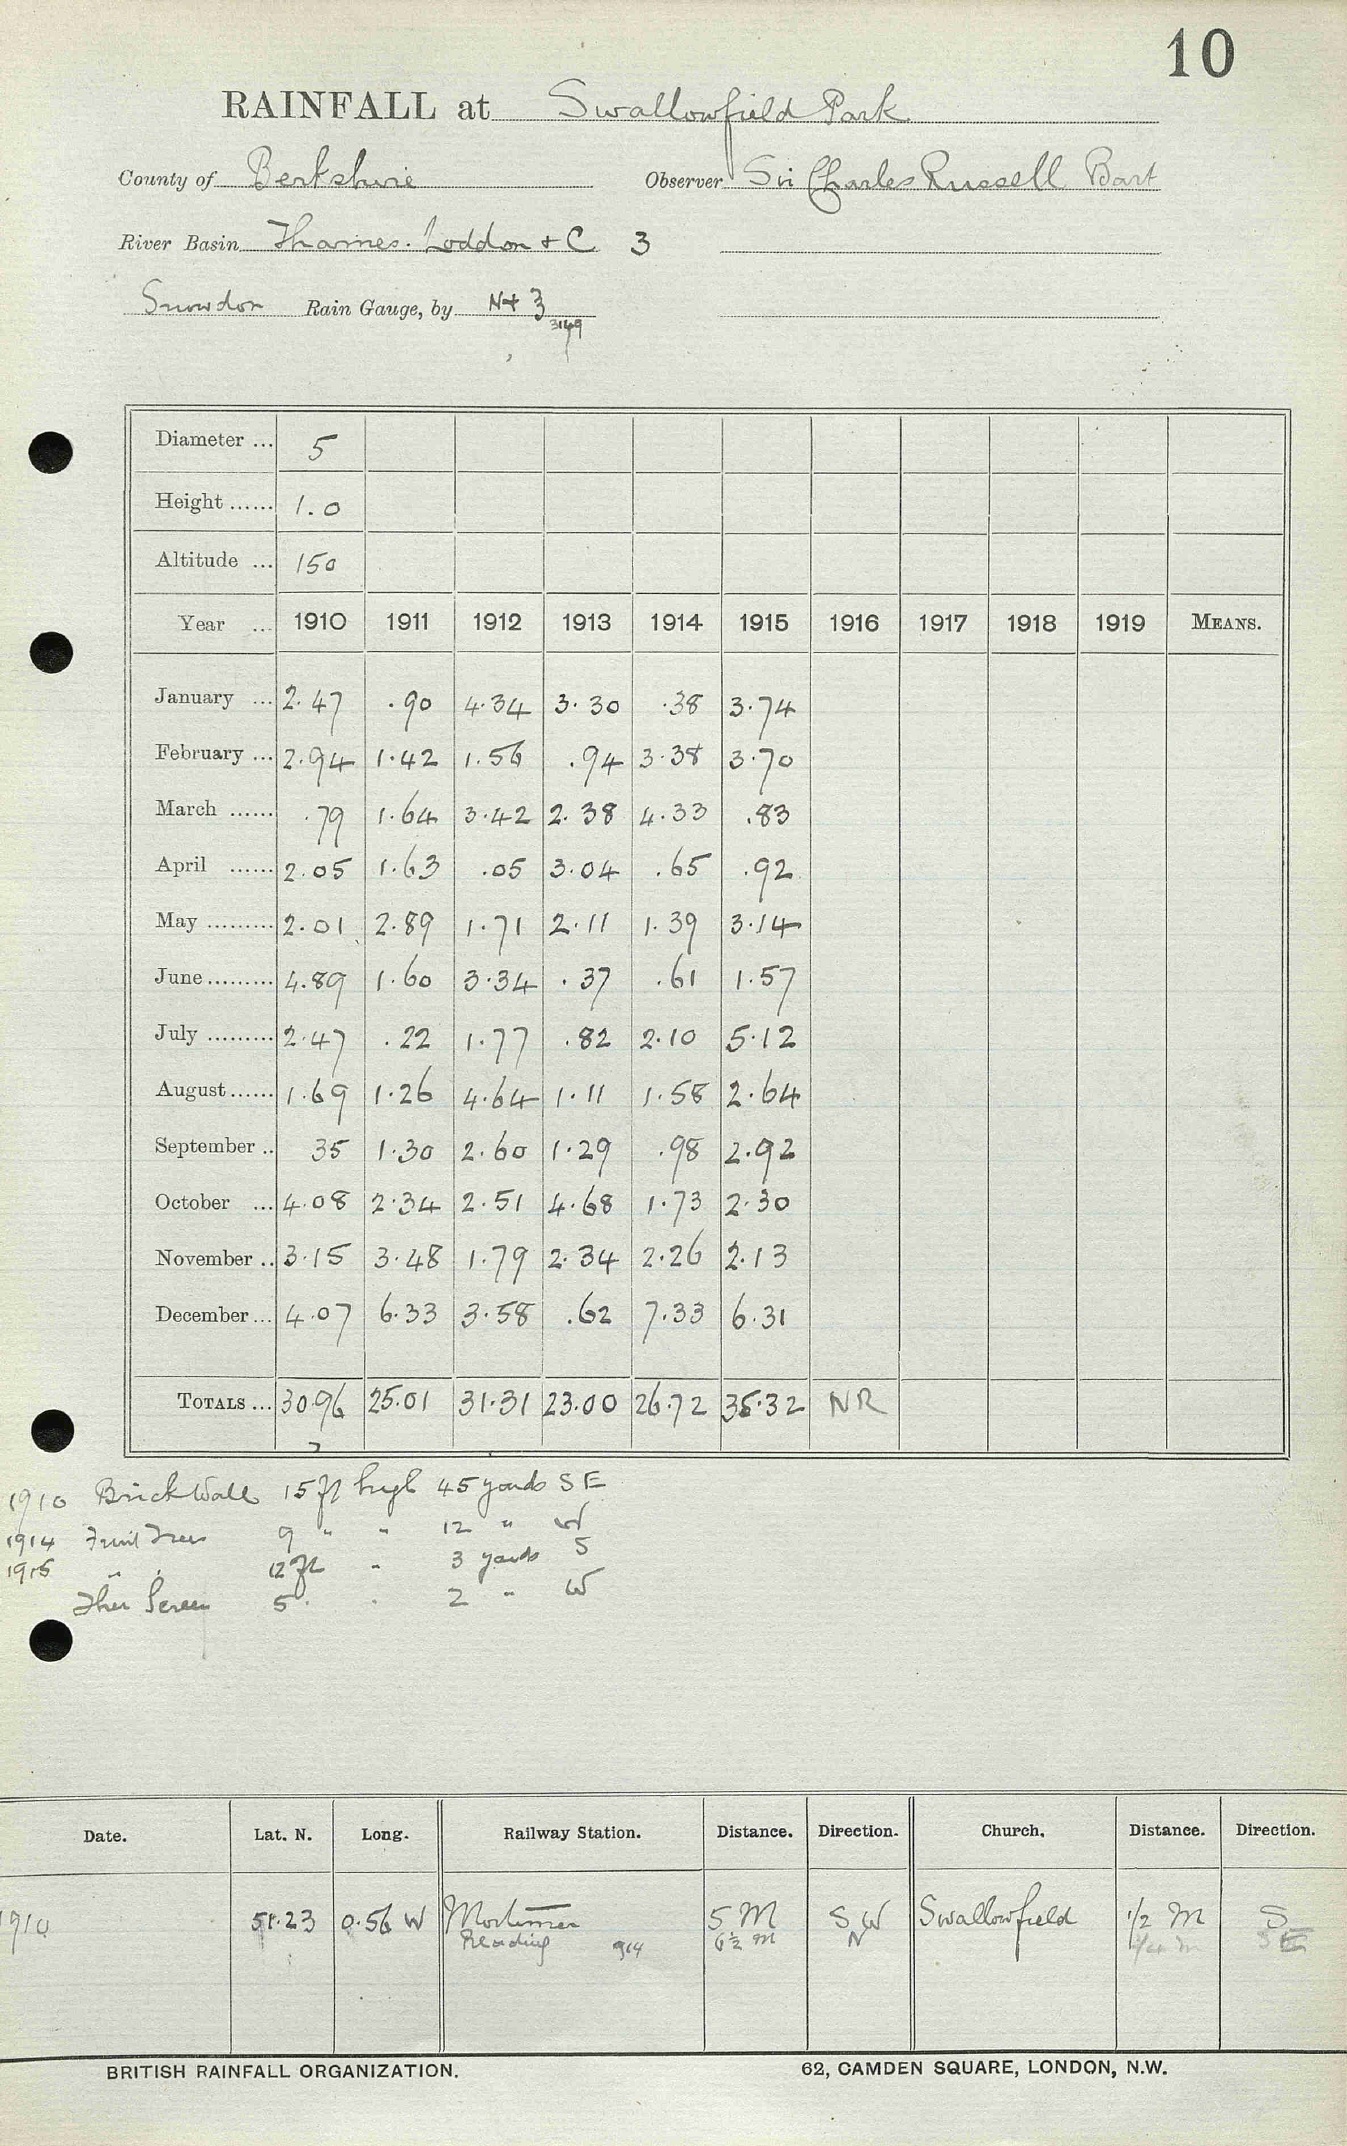 10
RAINFALL at Swallowfield Park
County of Berkshire Observer Sir Charles Russell Bart
River Basin Thames. Loddon + C 3
Snowdon Rain Gauge, by N+Z
3149
Diameter ... 5
Height ...... 1.0
Altitude ... 150
Year ... 1910 1911 1912 1913 1914 1915 1916 1917 1918 1919 MEANS.
January ... 2.47 .90 4.34 3.30 .38 3.74
February ... 2.94 1.42 1.56 .94 3.38 3.70
March ...... .79 1.64 3.42 2.38 4.33 .83
April ...... 2.05 1.63 .05 3.04 .65 .92
May ......... 2.01 2.89 1.71 2.11 1.39 3.14
June ......... 4.89 1.60 3.34 .37 .61 1.57
July ......... 2.47 .22 1.77 .82 2.10 5.12
August ...... 1.69 1.26 4.64 1.11 1.58 2.64
September .. 35 1.30 2.60 1.29 .98 2.92
October ... 4.08 2.34 2.51 4.68 1.73 2.30
November .. 3.15 3.48 1.79 2.34 2.26 2.13
December ... 4.07 6.33 3.58 .62 7.33 6.31
TOTALS ... 30.96 25.01 31.31 23.00 26.72 35.32 NR
1910 Brick Wall 15 ft high 45 yards SE
1914 Fruit Trees 9 " " 12 " W
1915 " " 12 ft " 3 yards S
Ther Screen 5 " 2 " W
Date. Lat. N. Long. Railway Station. Distance. Direction. Church. Distance. Direction.
1910 51.23 0.56 W Mortimer 5 M SW Swallowfield 1/2 M S
Reading 914 6½ m N SE
BRITISH RAINFALL ORGANIZATION. 62, CAMDEN SQUARE, LONDON, N.W.